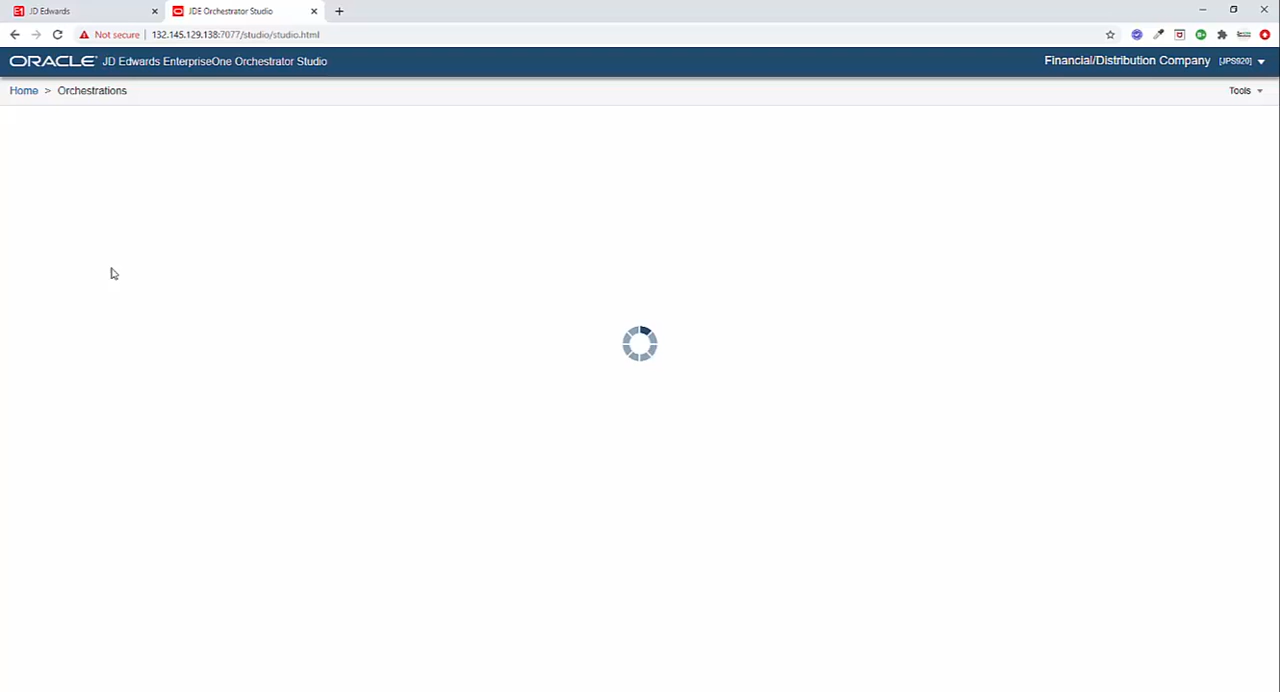 JD Edwards
JDE Orchestrator Studio
Not secure | 132.145.129.138:7077/studio/studio.html
ORACLE JD Edwards EnterpriseOne Orchestrator Studio
Financial/Distribution Company [JPS920]
Home > Orchestrations
Tools